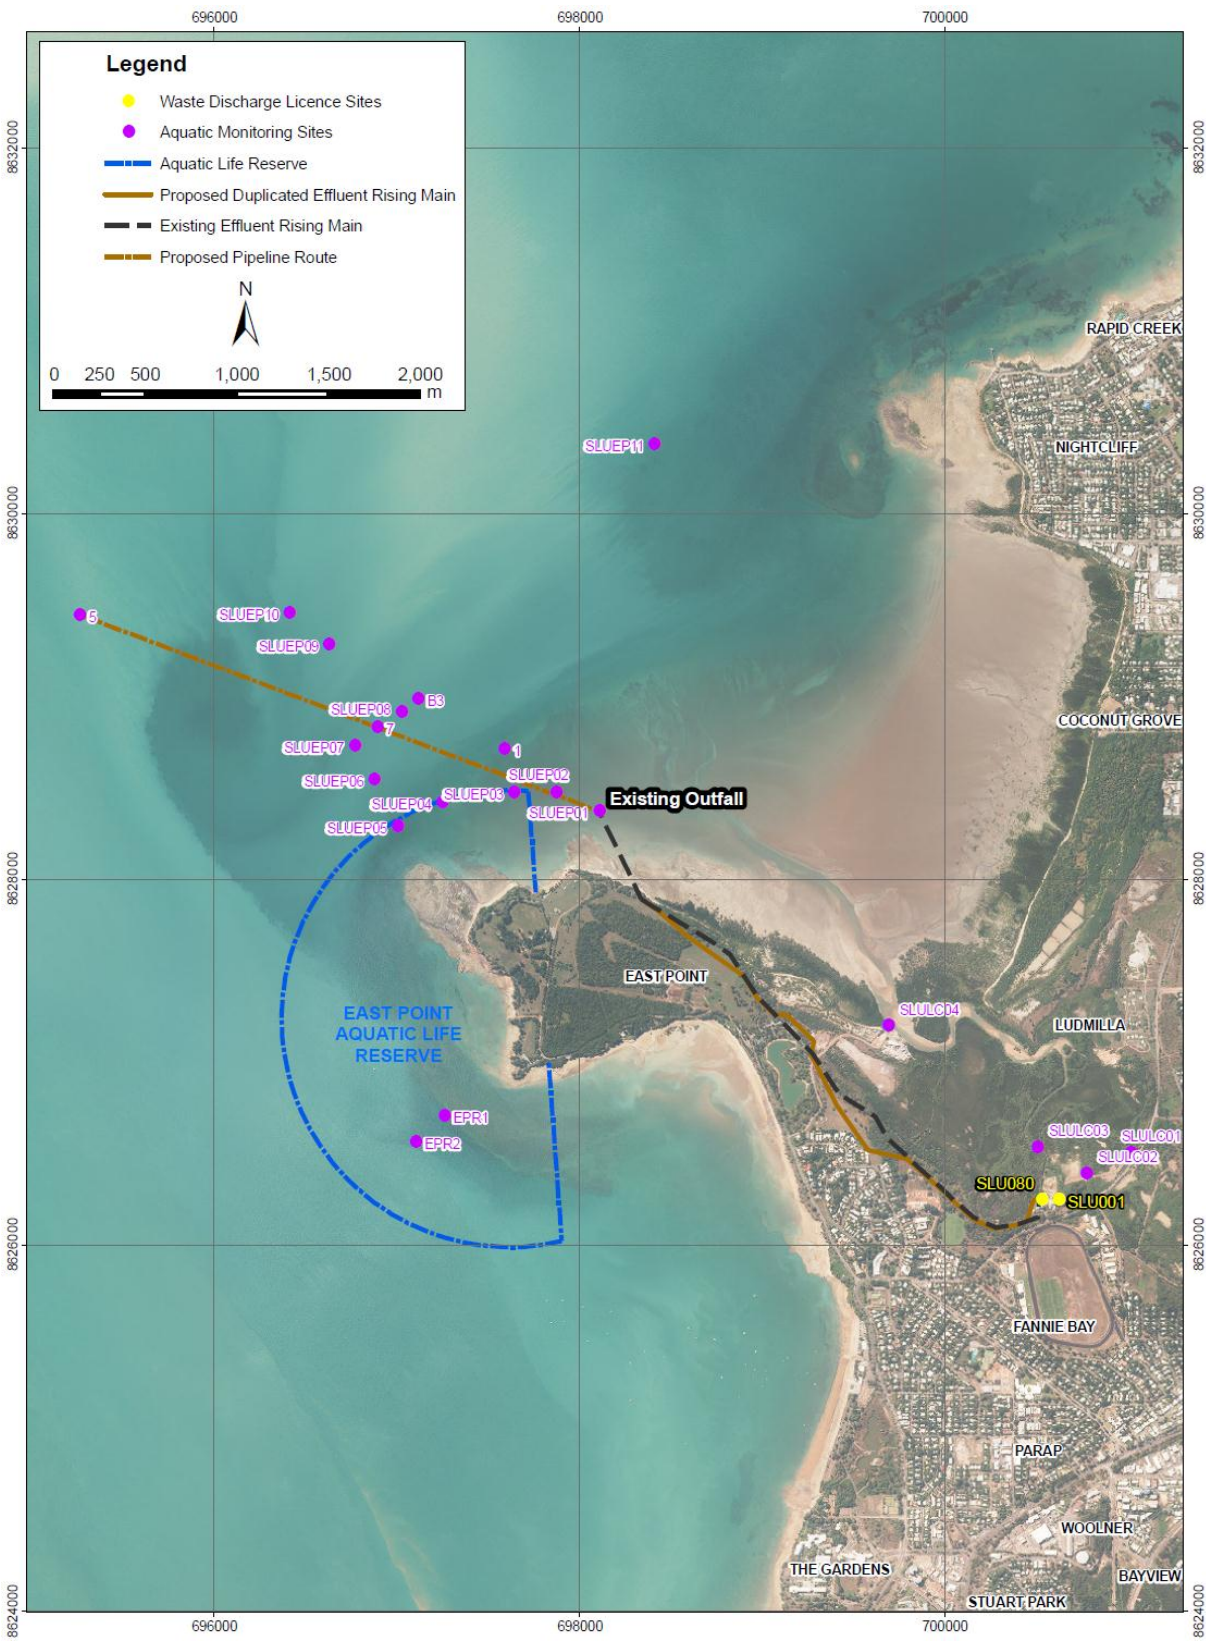 696000
698000
700000
Legend
Waste Discharge Licence Sites
Aquatic Monitoring Sites
Aquatic Life Reserve
Proposed Duplicated Effluent Rising Main
Existing Effluent Rising Main
Proposed Pipeline Route
N
0 250 500 1,000 1,500 2,000
m
8632000
8632000
RAPID CREEK
NIGHTCLIFF
SLUEP11
8630000
8630000
5
SLUEP10
SLUEP09
B3
SLUEP08
7
COCONUT GROVE
SLUEP07
1
SLUEP06
SLUEP02
SLUEP03
SLUEP04
Existing Outfall
SLUEP01
SLUEP05
8628000
8628000
EAST POINT
EAST POINT
AQUATIC LIFE
RESERVE
SLULC04
LUDMILLA
EPR1
EPR2
SLULC03
SLULC01
SLULC02
SLU080
SLU001
8626000
8626000
FANNIE BAY
PARAP
WOOLNER
THE GARDENS
BAYVIEW
STUART PARK
8624000
8624000
696000
698000
700000